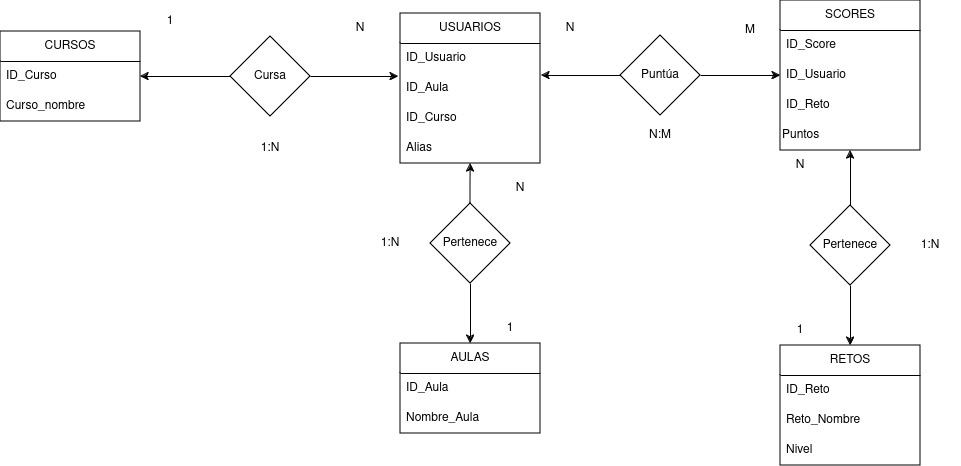 CURSOS
ID_Curso
Curso_nombre
1
N
Cursa
1:N
USUARIOS
ID_Usuario
ID_Aula
ID_Curso
Alias
N
M
Puntúa
N:M
SCORES
ID_Score
ID_Usuario
ID_Reto
Puntos
N
1:N
Pertenece
1
AULAS
ID_Aula
Nombre_Aula
N
Pertenece
1:N
1
RETOS
ID_Reto
Reto_Nombre
Nivel